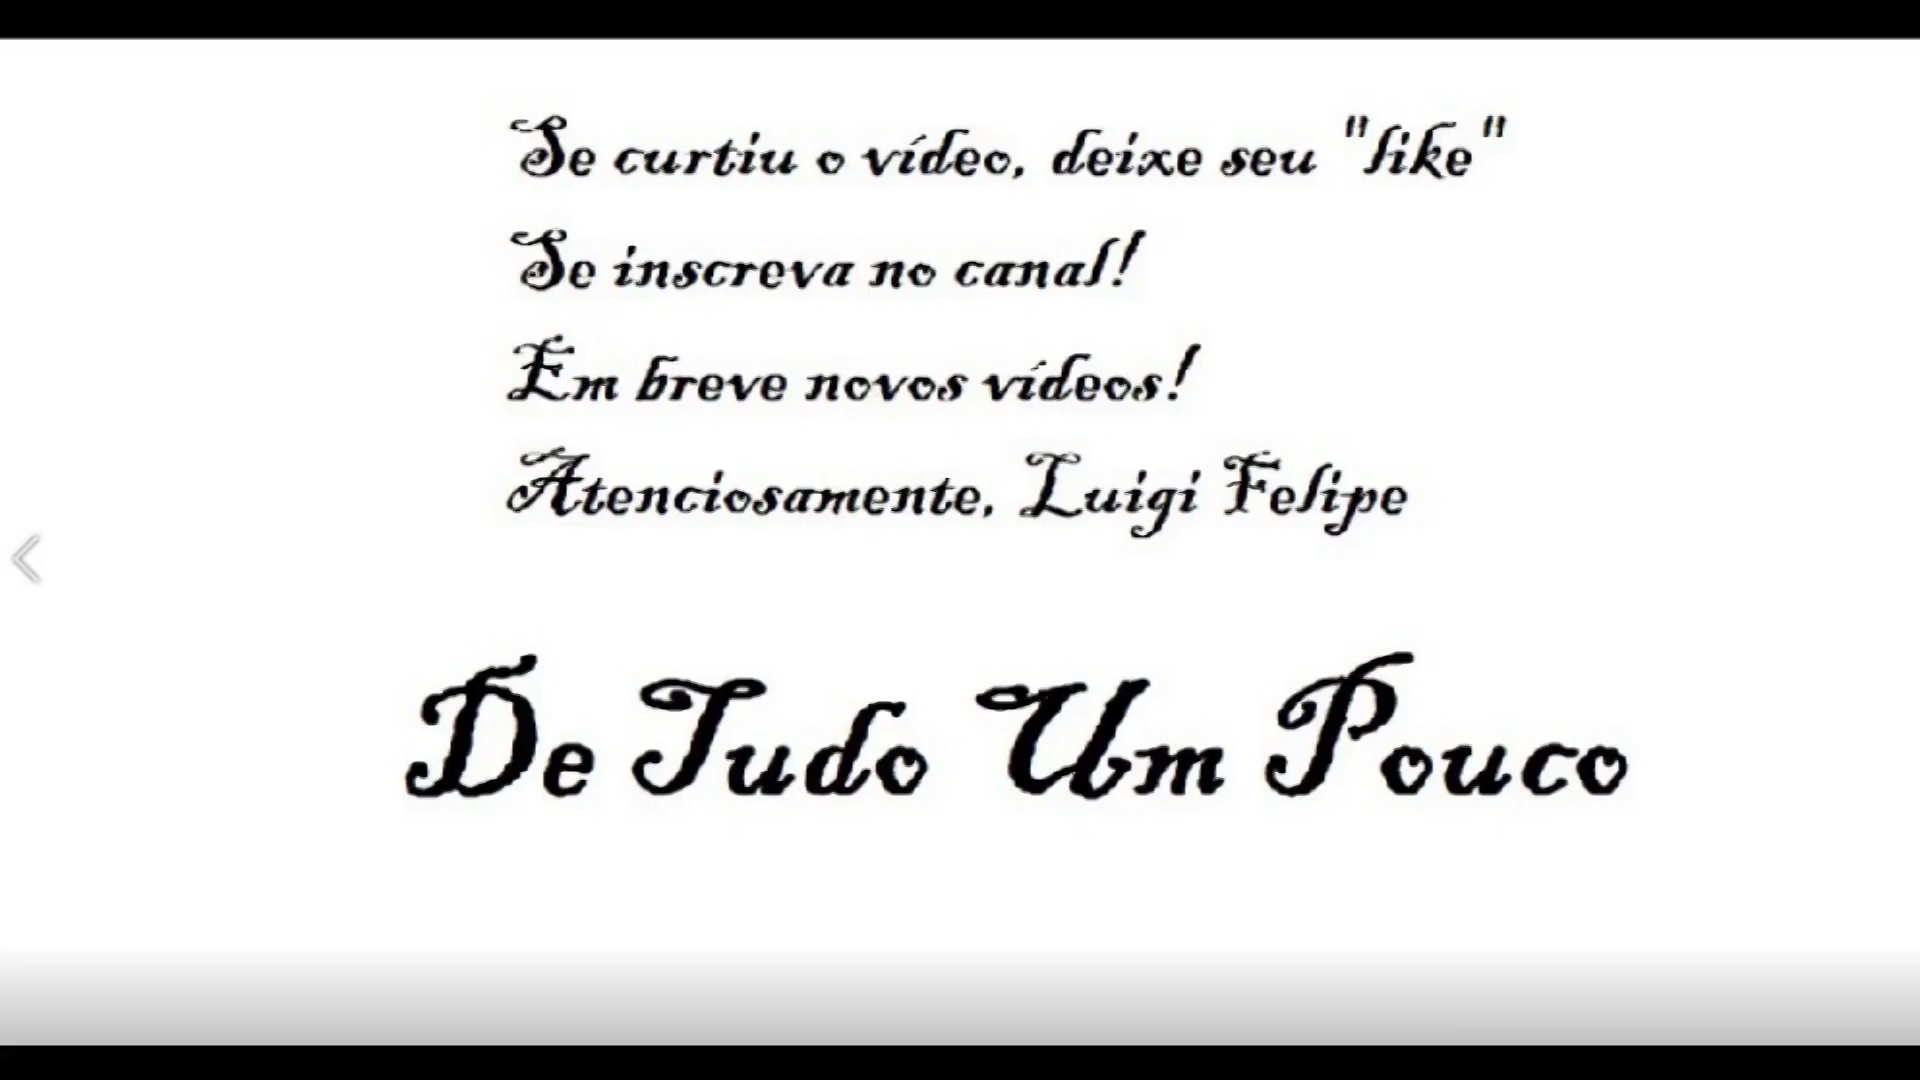 Se curtiu o vídeo, deixe seu "like"
Se inscreva no canal!
Em breve novos vídeos!
Atenciosamente, Luigi Felipe
De Tudo Um Pouco